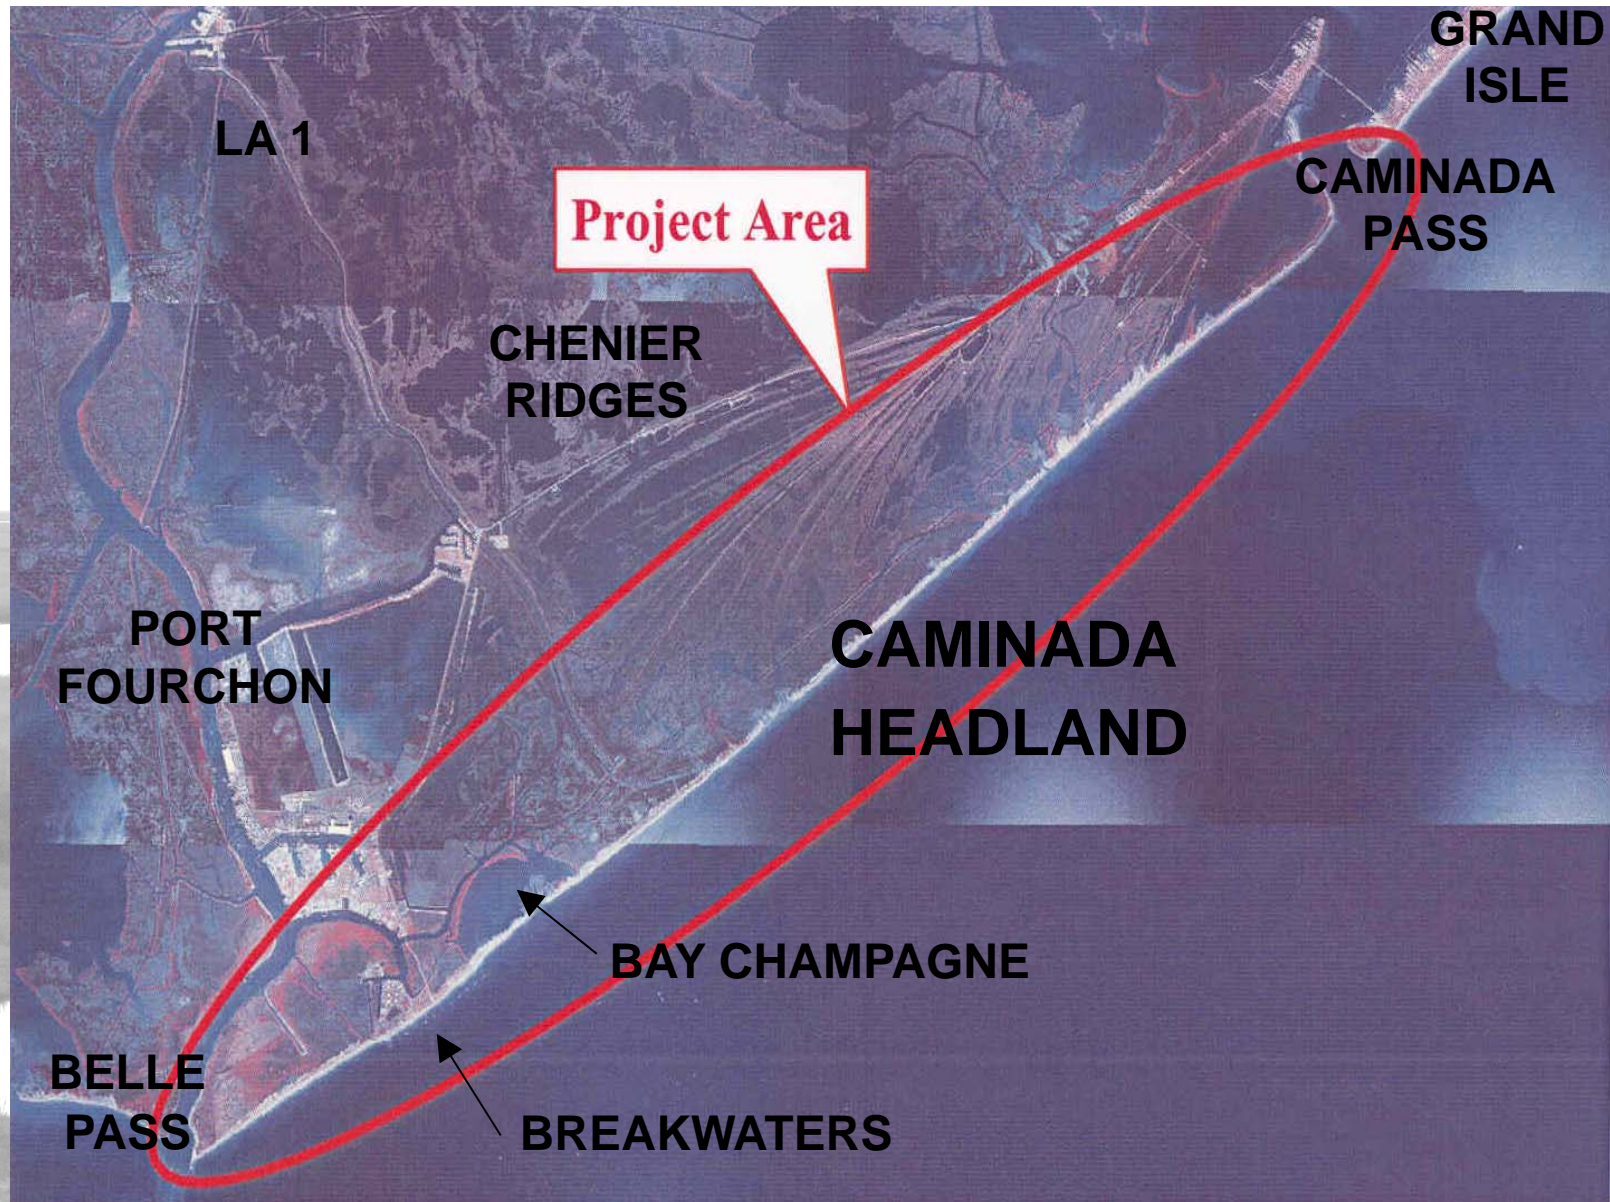 GRAND
ISLE
LA 1
CAMINADA
PASS
Project Area
CHENIER
RIDGES
PORT
FOURCHON
CAMINADA
HEADLAND
BAY CHAMPAGNE
BELLE
PASS
BREAKWATERS